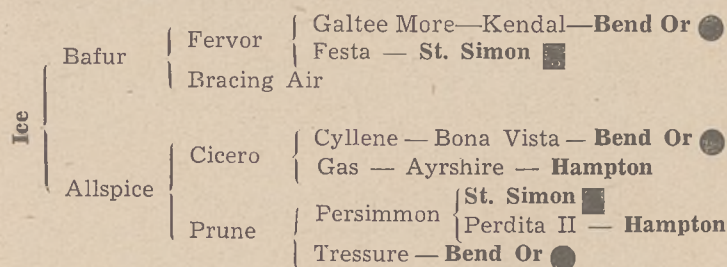 Galtee More—Kendal—Bend Or
Fervor
Festa — St. Simon
Bafur
Bracing Air
Ice
Cyllene — Bona Vista — Bend Or
Cicero
Gas — Ayrshire — Hampton
Allspice
St. Simon
Persimmon
Perdita II — Hampton
Prune
Tressure — Bend Or